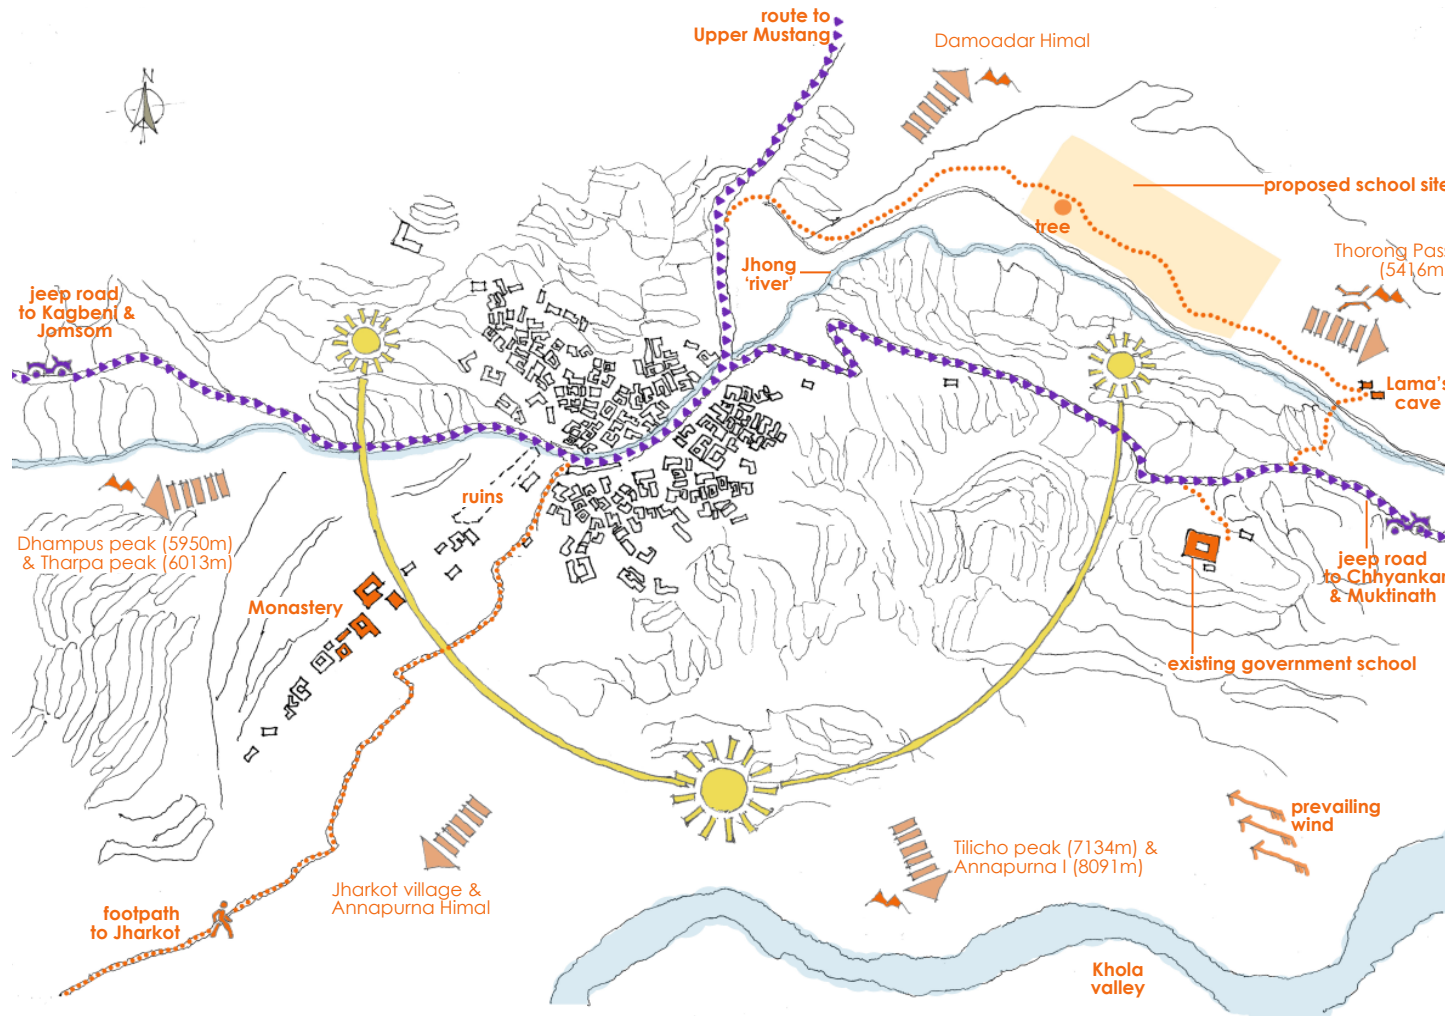 route to
Upper Mustang
Damoadar Himal
N
proposed school site
tree
Thorong Pass
(5416m
Jhong
'river'
jeep road
to Kagbeni &
Jomsom
Lama's
cave
ruins
Dhampus peak (5950m)
& Tharpa peak (6013m)
Monastery
jeep road
to Chhyankar
& Muktinath
existing government school
prevailing
wind
Tilicho peak (7134m) &
Annapurna I (8091m)
Jharkot village &
Annapurna Himal
footpath
to Jharkot
Khola
valley